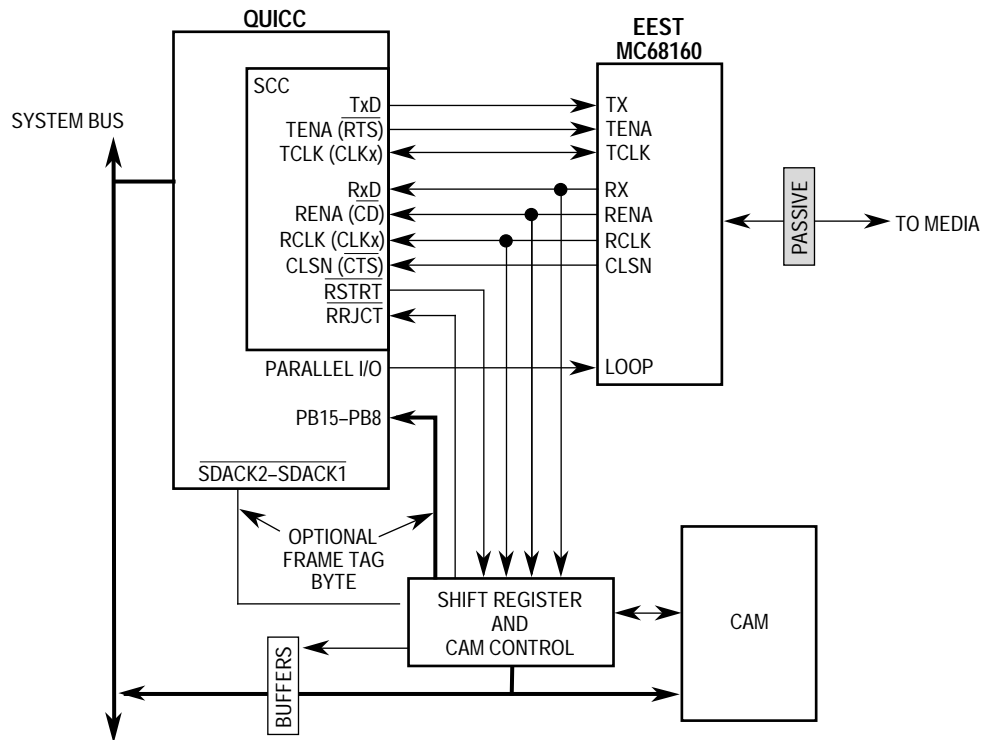 QUICC
EEST
MC68160
SCC
SYSTEM BUS
TxD
TENA (RTS)
TCLK (CLKx)
RxD
RENA (CD)
RCLK (CLKx)
CLSN (CTS)
RSTRT
RRJCT
PARALLEL I/O
PB15–PB8
SDACK2–SDACK1
TX
TENA
TCLK
RX
RENA
RCLK
CLSN
LOOP
PASSIVE
TO MEDIA
OPTIONAL
FRAME TAG
BYTE
SHIFT REGISTER
AND
CAM CONTROL
CAM
BUFFERS